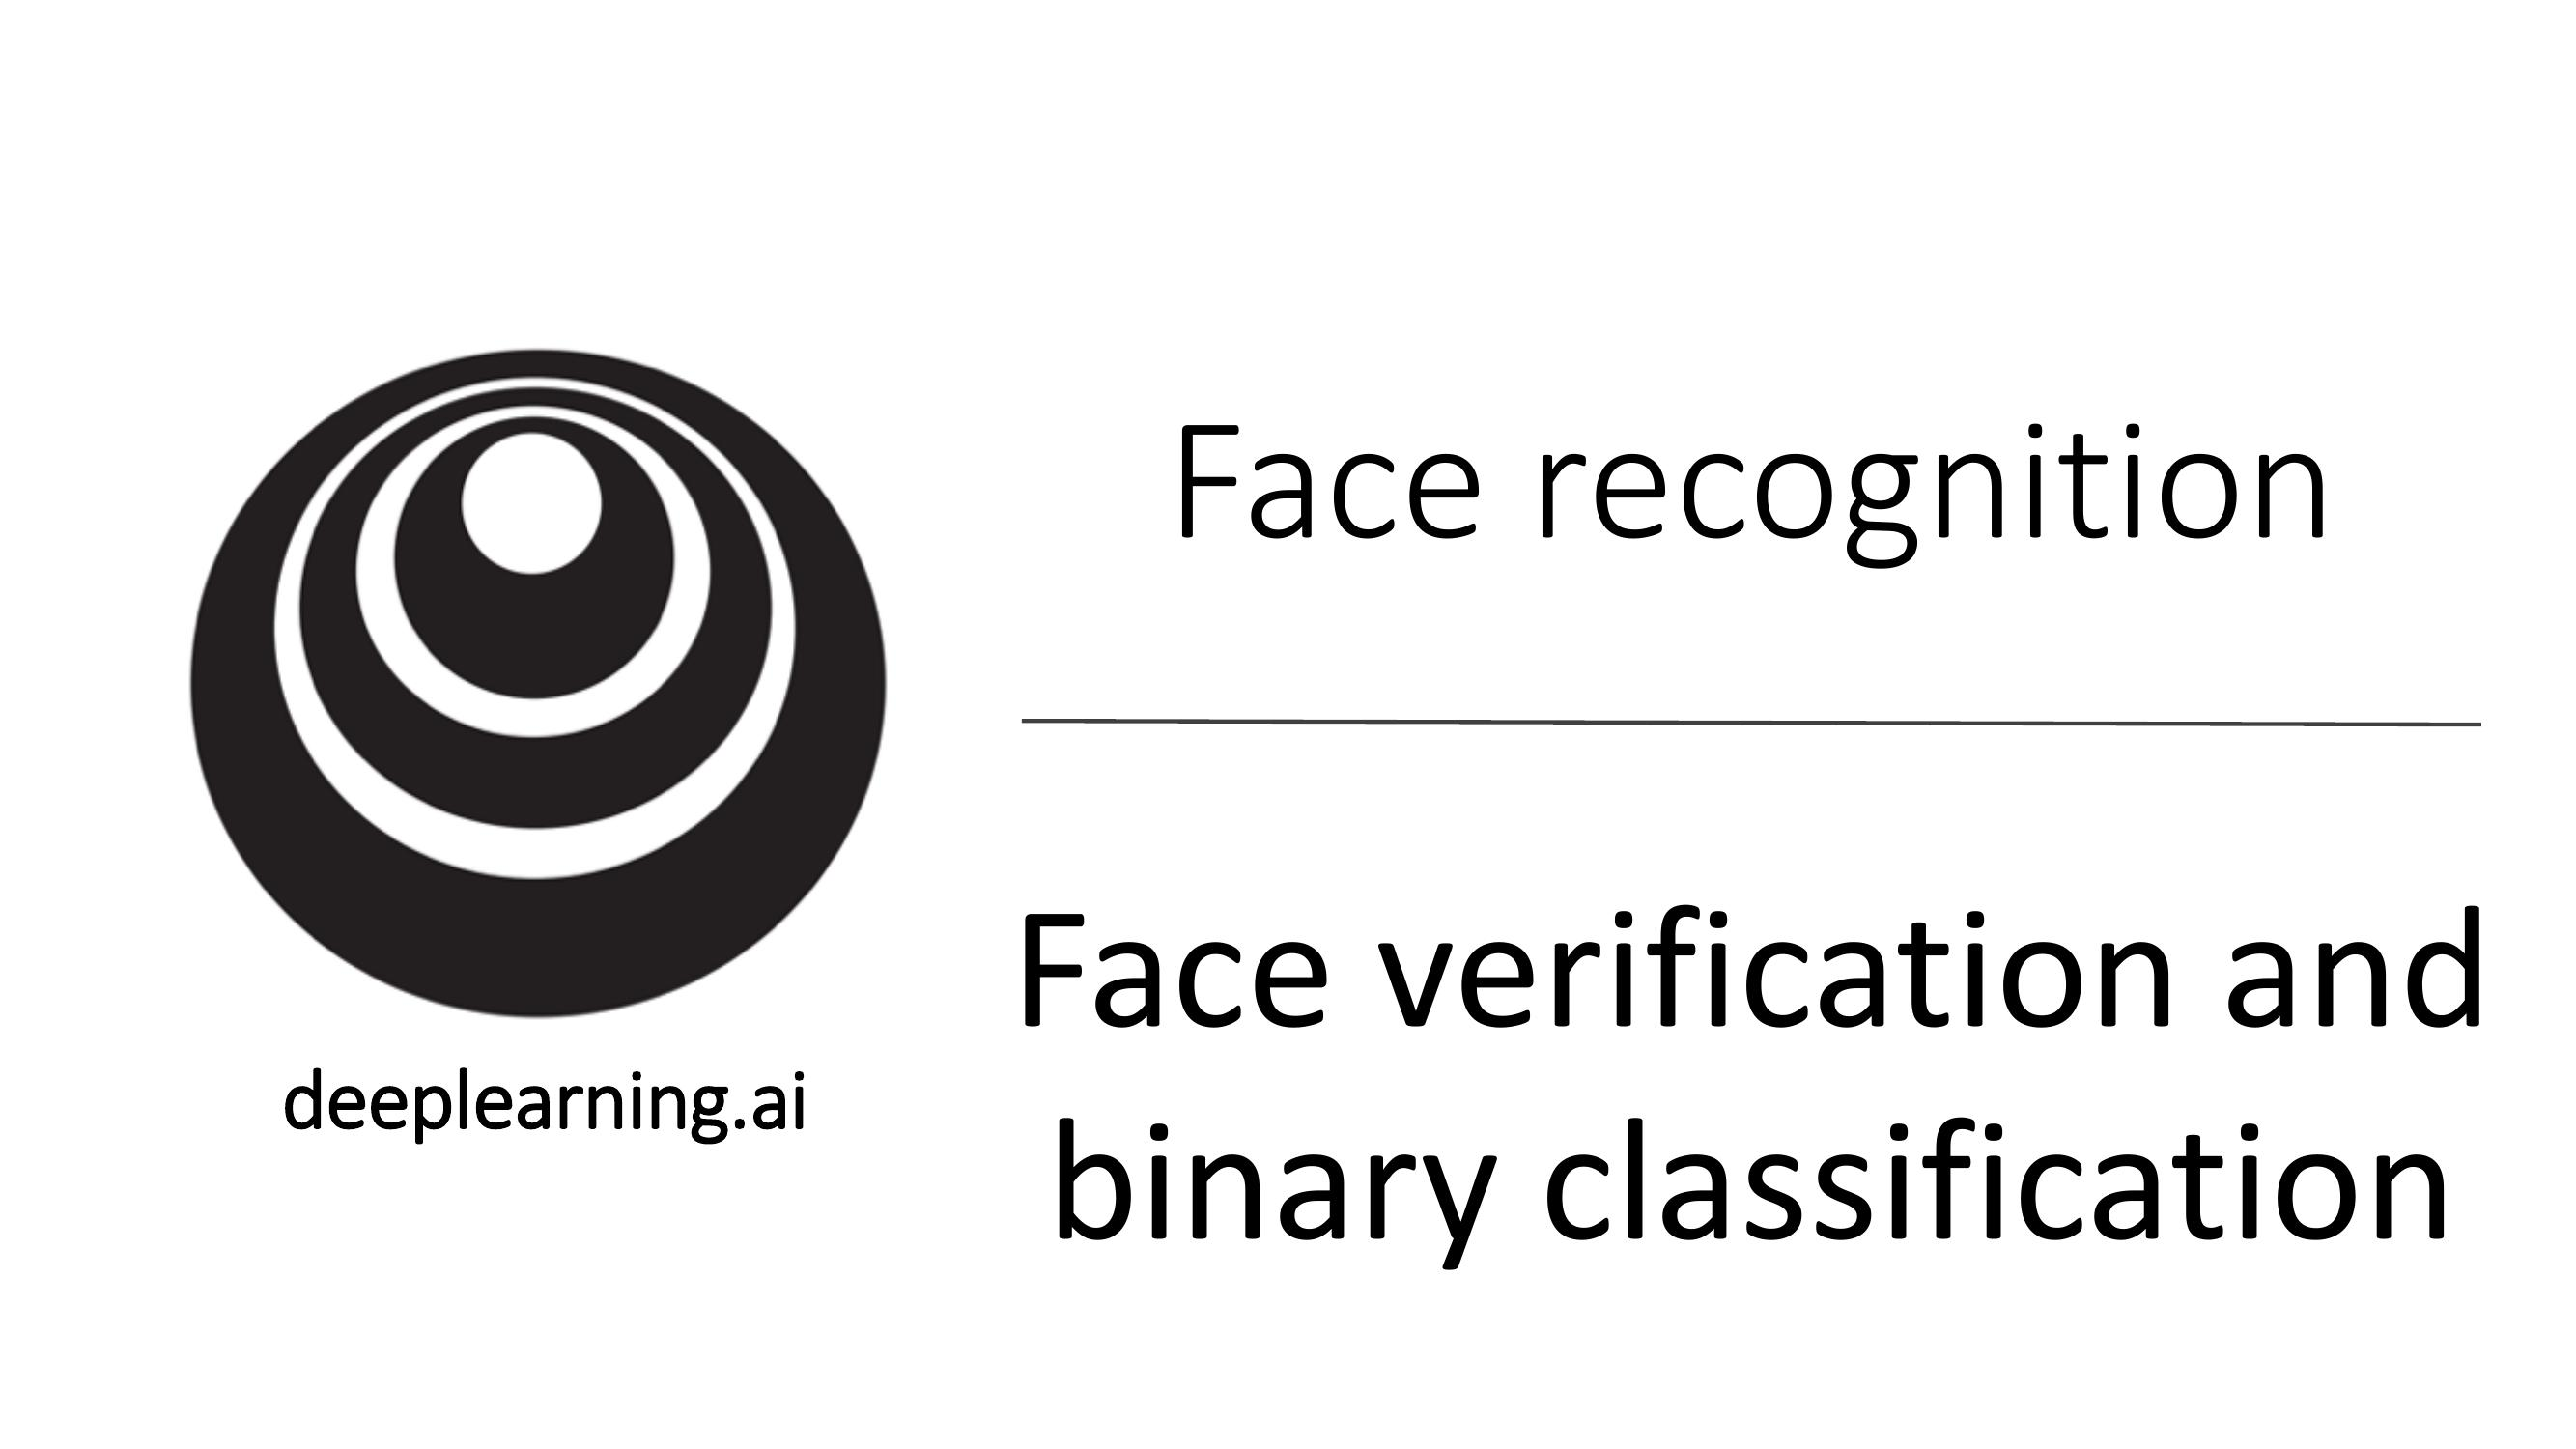 Face recognition
Face verification and
binary classification
deeplearning.ai